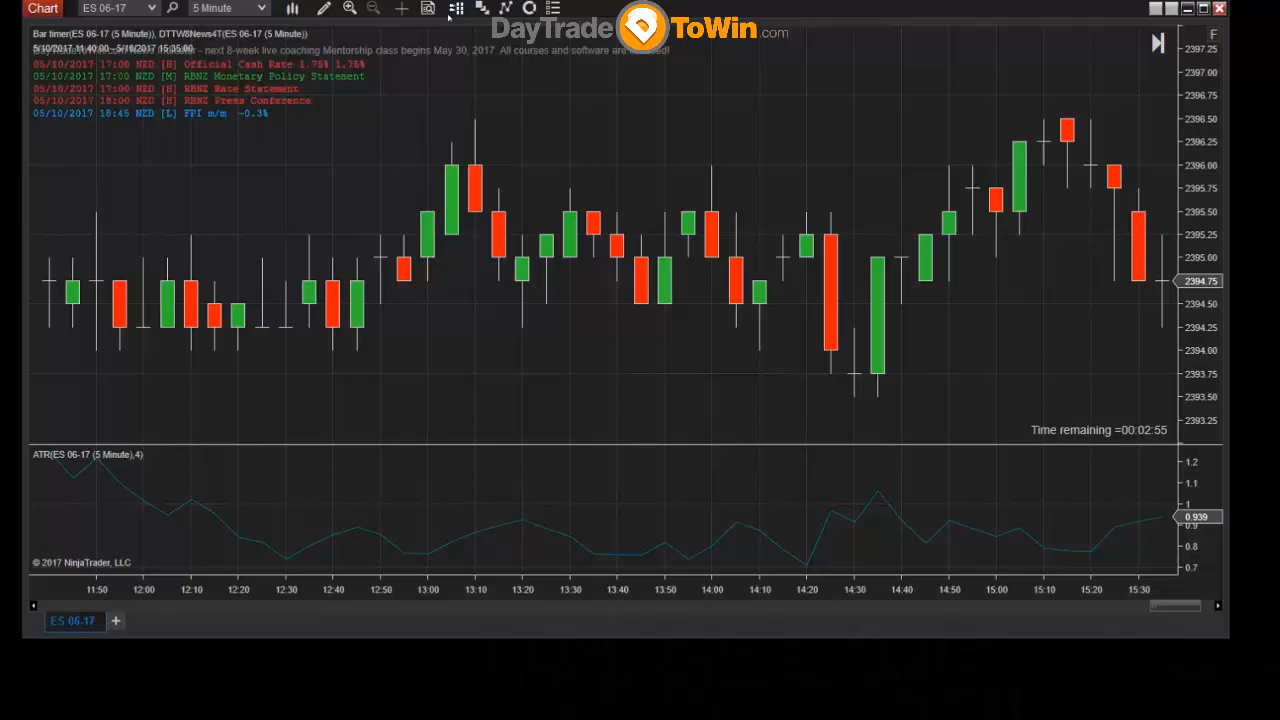 Chart ES 06-17 5 Minute
DayTradeToWin.com
Bar timer(ES 06-17 (5 Minute)), DTTW8News4T(ES 06-17 (5 Minute))
5/10/2017 11:40:00 - 5/10/2017 15:35:00
- next 8-week live coaching Mentorship class begins May 30, 2017 All courses and software are
05/10/2017 17:00 NZD [H] Official Cash Rate 1.75% 1.75%
05/10/2017 17:00 NZD [M] RBNZ Monetary Policy Statement
05/10/2017 17:00 NZD [H] RBNZ Rate Statement
05/10/2017 18:00 NZD [H] RBNZ Press Conference
05/10/2017 18:45 NZD [L] FPI m/m -0.3%
F
2397.25
2397.00
2396.75
2396.50
2396.25
2396.00
2395.75
2395.50
2395.25
2395.00
2394.75
2394.50
2394.25
2394.00
2393.75
2393.50
2393.25
Time remaining =00:02:55
ATR(ES 06-17 (5 Minute),4)
1.2
1.1
1
0.939
0.9
0.8
0.7
© 2017 NinjaTrader, LLC
11:50 12:00 12:10 12:20 12:30 12:40 12:50 13:00 13:10 13:20 13:30 13:40 13:50 14:00 14:10 14:20 14:30 14:40 14:50 15:00 15:10 15:20 15:30
ES 06-17 +